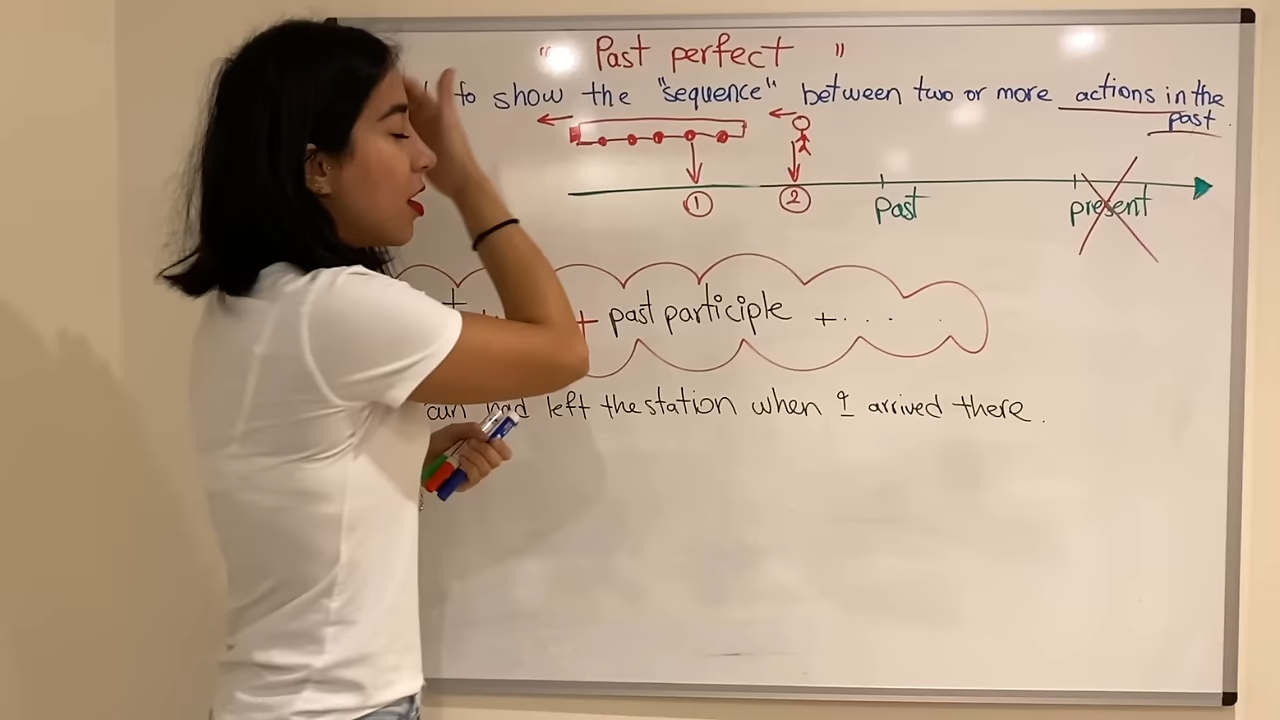 " Past perfect "
to show the "sequence" between two or more actions in the
past.
1 2 past present
+ + past participle + . . . .
had left the station when I arrived there.